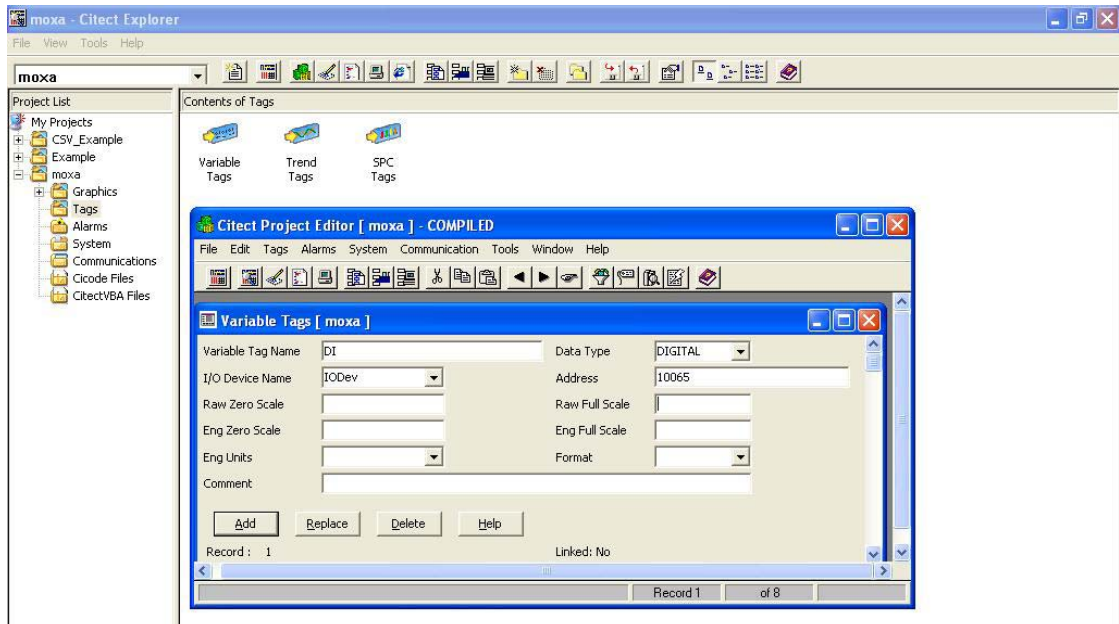 moxa - Citect Explorer
File View Tools Help
moxa
Project List
Contents of Tags
My Projects
CSV_Example
Example
moxa
Graphics
Tags
Alarms
System
Communications
Cicode Files
CitectVBA Files
Variable Tags
Trend Tags
SPC Tags
Citect Project Editor [ moxa ] - COMPILED
File Edit Tags Alarms System Communication Tools Window Help
Variable Tags [ moxa ]
Variable Tag Name DI Data Type DIGITAL
I/O Device Name IODev Address 10065
Raw Zero Scale Raw Full Scale
Eng Zero Scale Eng Full Scale
Eng Units Format
Comment
Add Replace Delete Help
Record : 1 Linked: No
Record 1 of 8